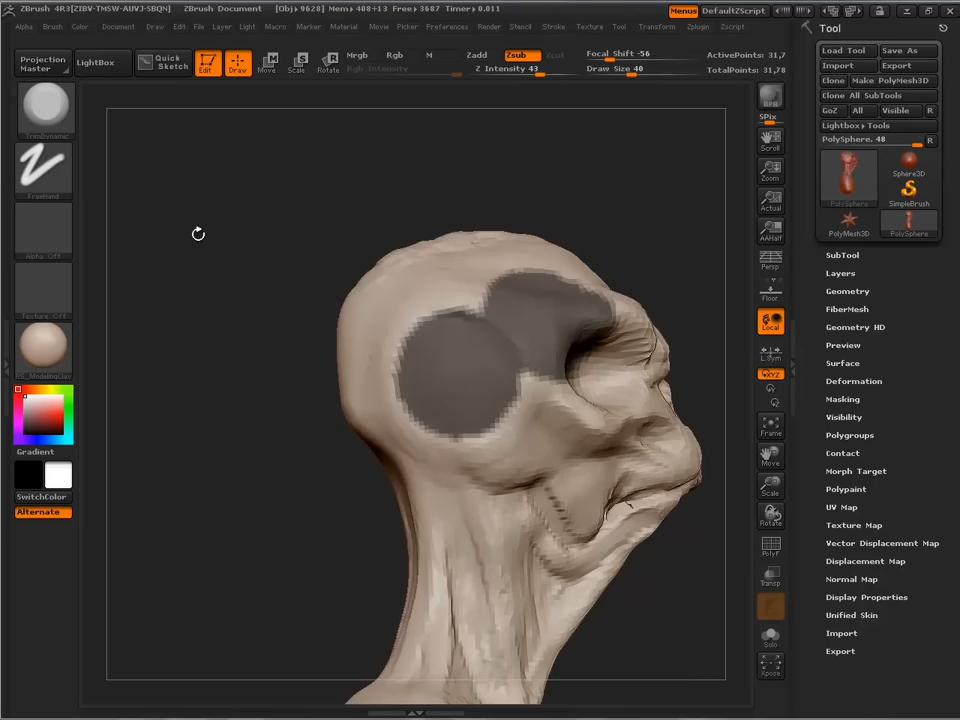 ZBrush 4R3[ZIBV-TMSW-AUVJ-SBQN] ZBrush Document [Obj▸9628] Mem▸408+13 Free▸3687 Timer▸0.011 Menus DefaultZScript
Alpha Brush Color Document Draw Edit File Layer Light Macro Marker Material Movie Picker Preferences Render Stencil Stroke Texture Tool Transform Zplugin Zscript
Projection Master
LightBox
Quick Sketch
Edit
Draw
Move
Scale
Rotate
Mrgb Rgb M
Rgb Intensity
Zadd Zsub Zcut
Z Intensity 43
Focal Shift -56
Draw Size 40
ActivePoints: 31,7
TotalPoints: 31,78
TrimDynamic
FreeHand
Alpha Off
Texture Off
RS_ModelingClay
Gradient
SwitchColor
Alternate
BPR
SPix
Scroll
Zoom
Actual
AAHalf
Persp
Floor
Local
L.Sym
XYZ
Frame
Move
Scale
Rotate
PolyF
Transp
Solo
Xpose
Tool
Load Tool Save As
Import Export
Clone Make PolyMesh3D
Clone All SubTools
GoZ All Visible R
Lightbox▸Tools
PolySphere. 48 R
PolySphere
Sphere3D
SimpleBrush
PolyMesh3D
PolySphere
SubTool
Layers
Geometry
FiberMesh
Geometry HD
Preview
Surface
Deformation
Masking
Visibility
Polygroups
Contact
Morph Target
Polypaint
UV Map
Texture Map
Vector Displacement Map
Displacement Map
Normal Map
Display Properties
Unified Skin
Import
Export